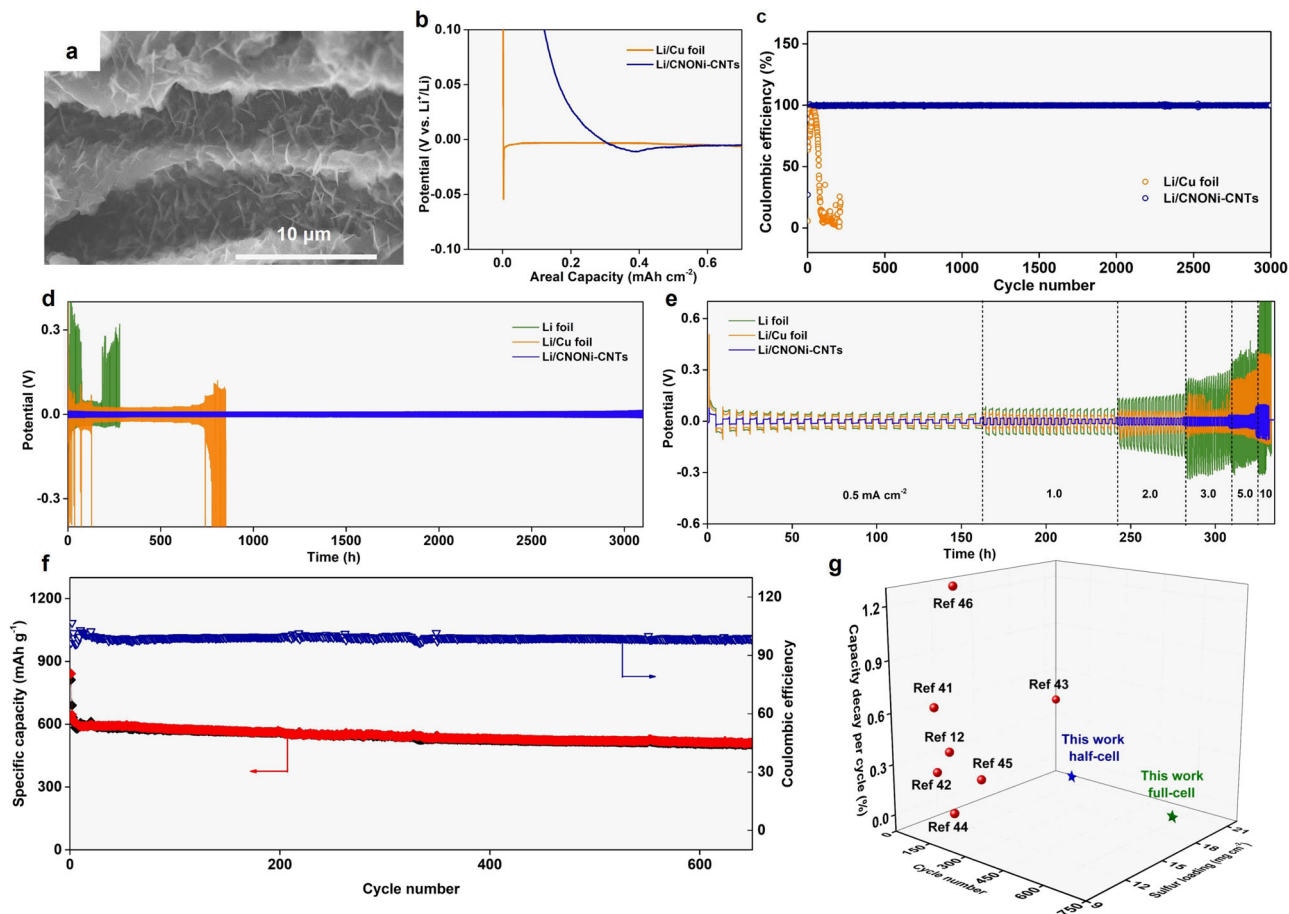 a
10 µm
b
0.10
0.05
0.00
-0.05
-0.10
Potential (V vs. Li⁺/Li)
Li/Cu foil
Li/CNONi-CNTs
0.0
0.2
0.4
0.6
Areal Capacity (mAh cm⁻²)
c
150
100
50
0
Coulombic efficiency (%)
Li/Cu foil
Li/CNONi-CNTs
0
500
1000
1500
2000
2500
3000
Cycle number
d
0.3
0.0
-0.3
Potential (V)
Li foil
Li/Cu foil
Li/CNONi-CNTs
0
500
1000
1500
2000
2500
3000
Time (h)
e
0.6
0.3
0.0
-0.3
-0.6
Potential (V)
Li foil
Li/Cu foil
Li/CNONi-CNTs
0.5 mA cm⁻²
1.0
2.0
3.0
5.0
10
0
50
100
150
200
250
300
Time (h)
f
1200
900
600
300
0
Specific capacity (mAh g⁻¹)
120
90
60
30
0
Coulombic efficiency
0
200
400
600
Cycle number
g
1.2
0.9
0.6
0.3
0.0
Capacity decay per cycle (%)
Ref 46
Ref 41
Ref 43
Ref 12
Ref 45
Ref 42
Ref 44
This work
half-cell
This work
full-cell
0
150
300
450
600
750
Cycle number
9
12
15
18
21
Sulfur loading (mg cm⁻²)